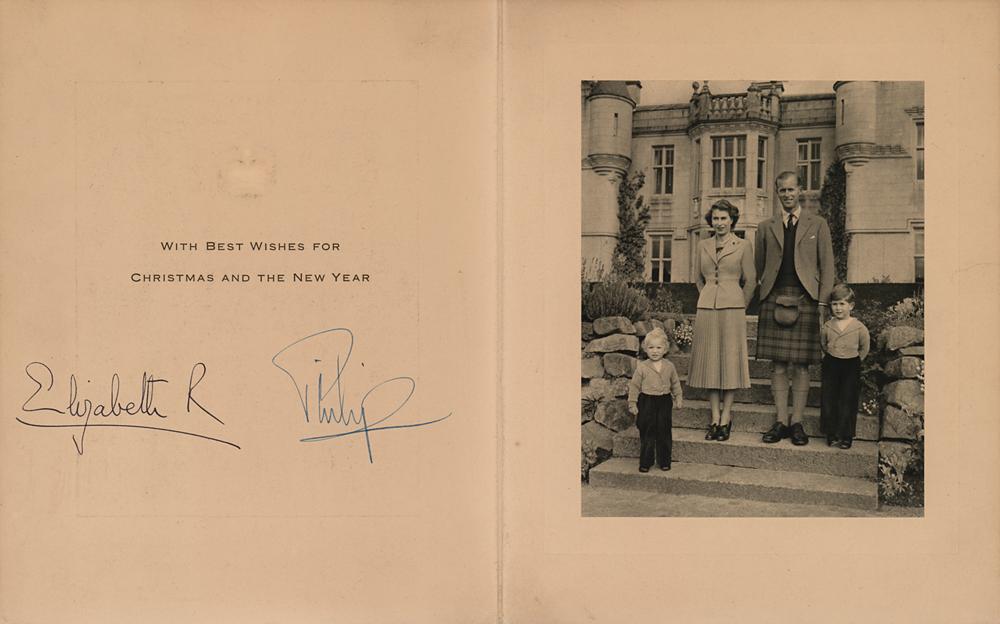 With Best Wishes for
Christmas and the New Year
Elizabeth R
Philip